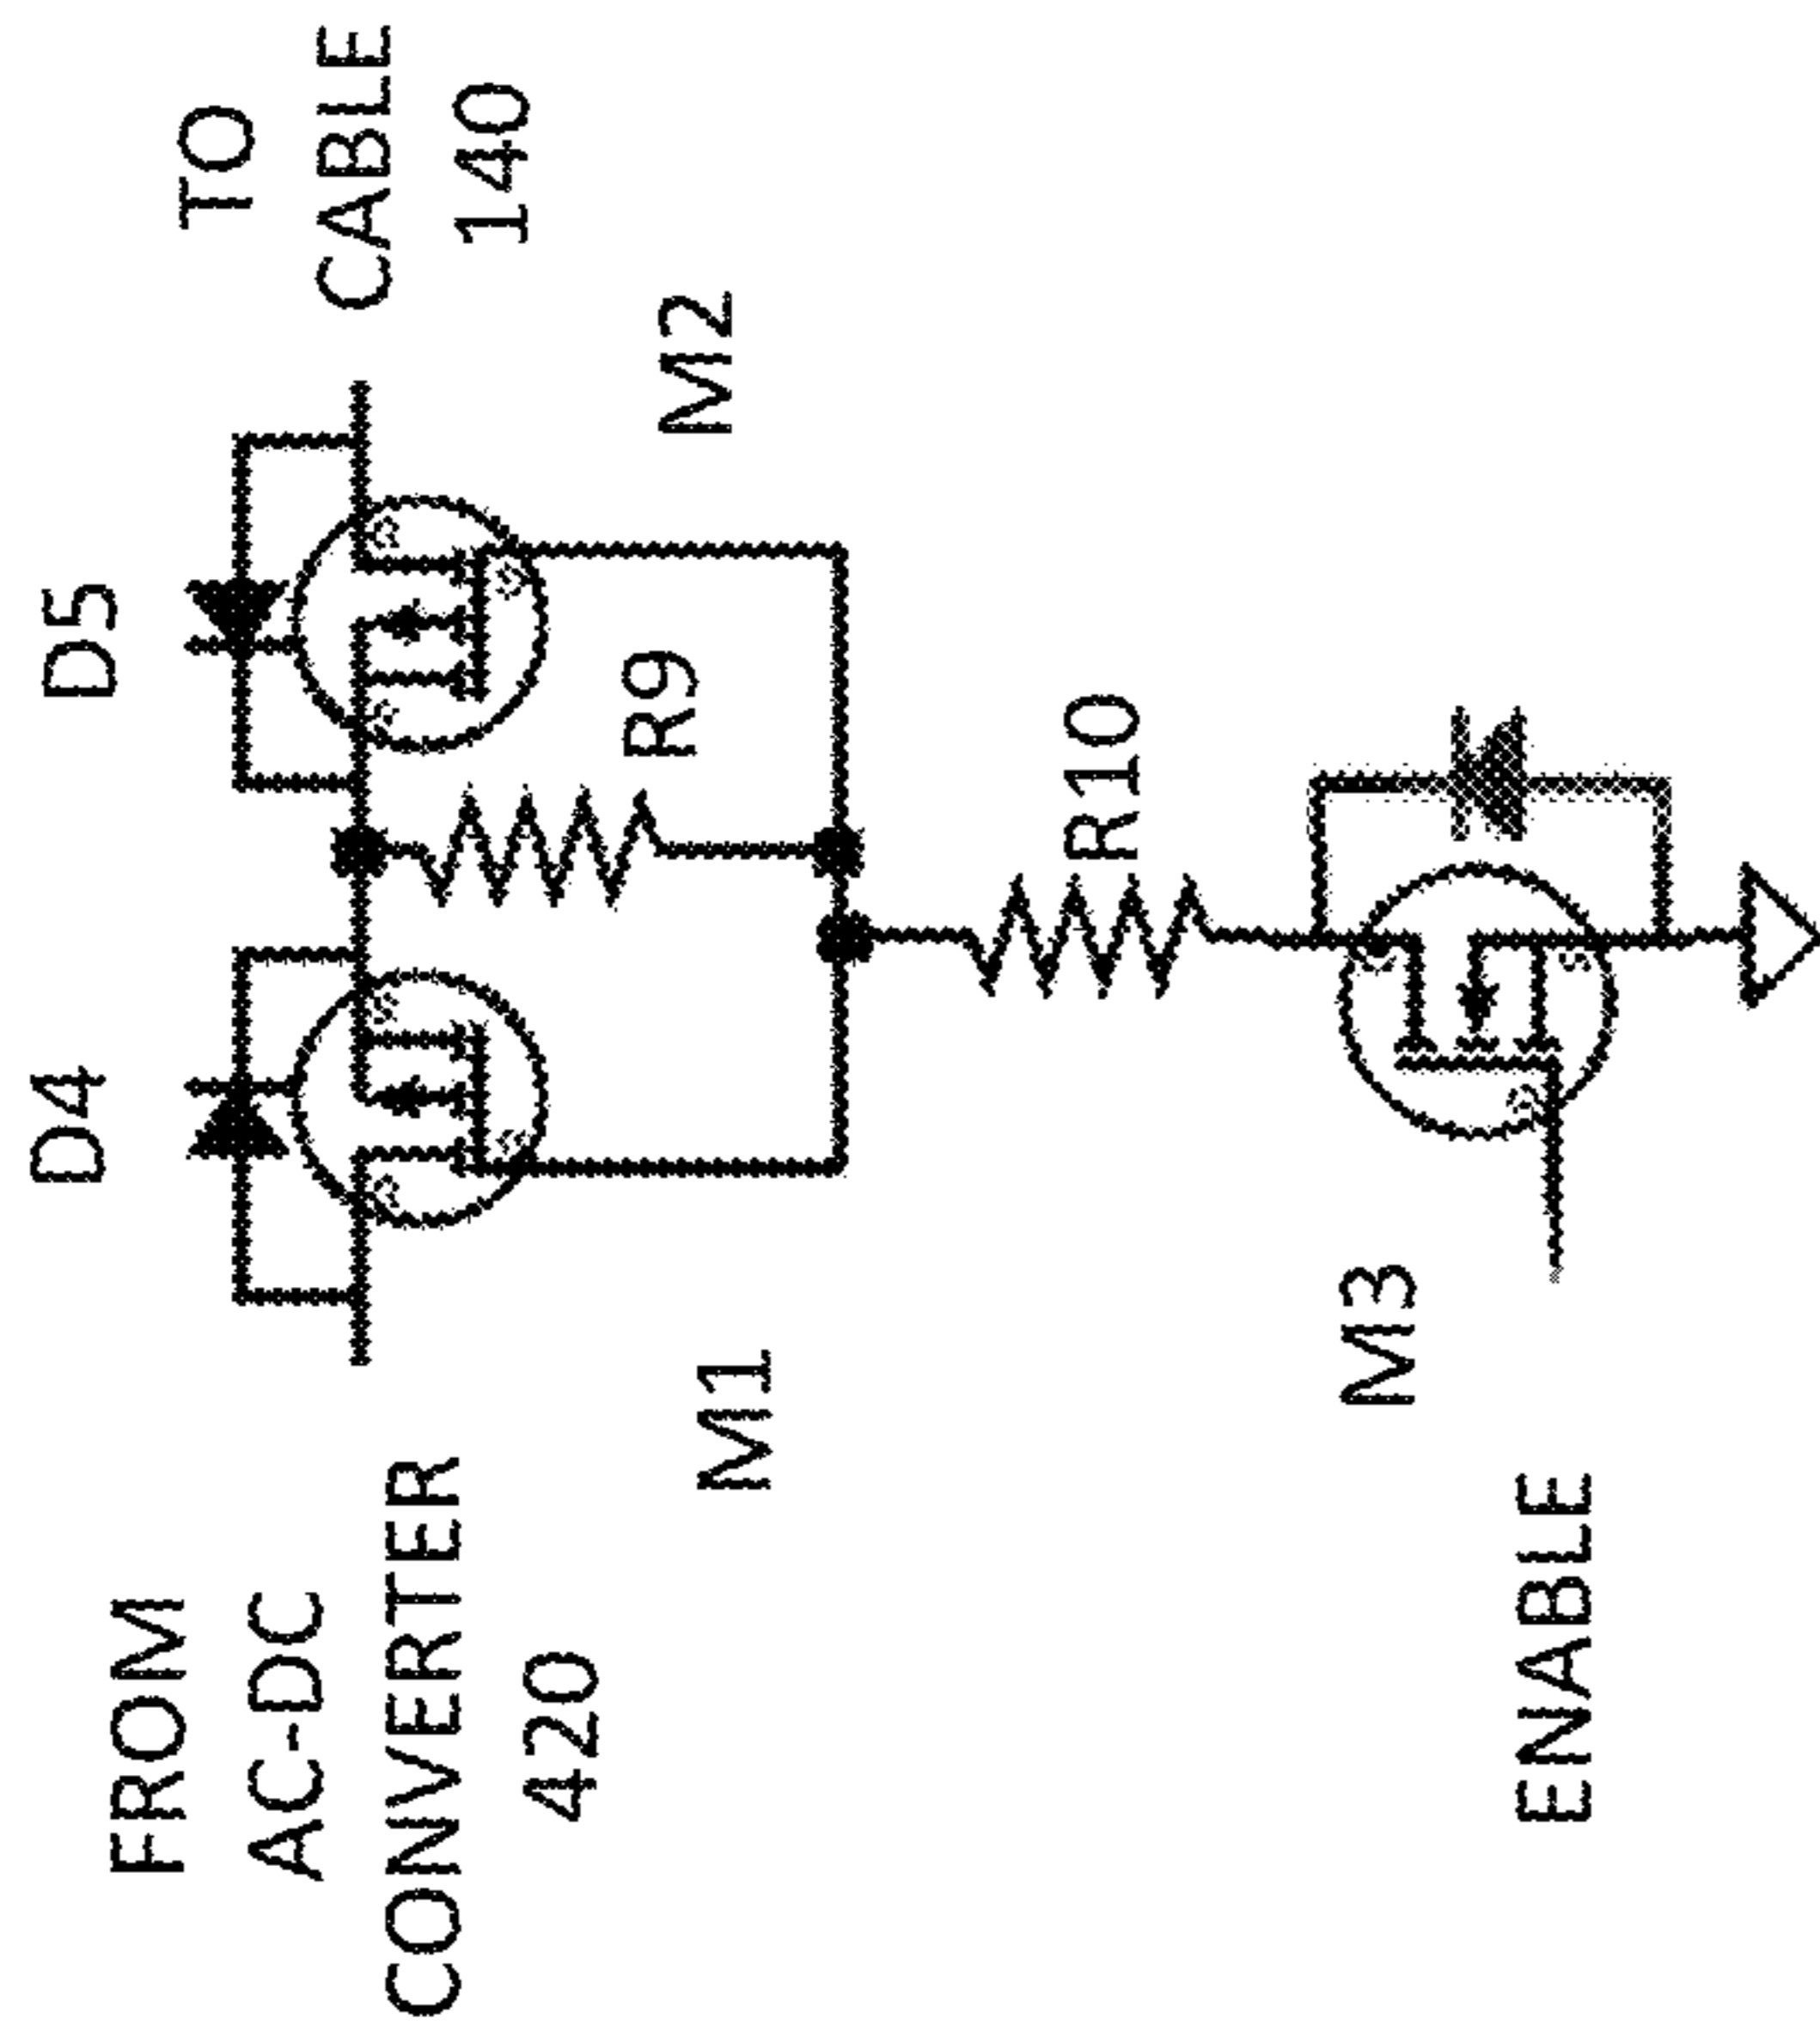 D4
D5
FROM
AC-DC
CONVERTER
420
TO
CABLE
140
M1
R9
M2
R10
M3
ENABLE